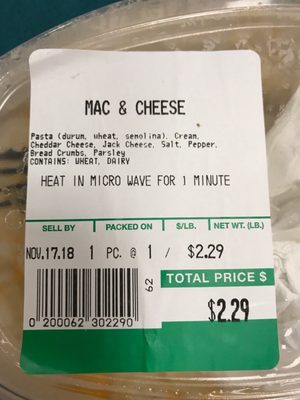 MAC & CHEESE
Pasta (durum, wheat, semolina). Cream,
Cheddar Cheese, Jack Cheese, Salt, Pepper,
Bread Crumbs, Parsley
CONTAINS: WHEAT, DAIRY
HEAT IN MICRO WAVE FOR 1 MINUTE
SELL BY PACKED ON $/LB. NET WT. (LB.)
NOV.17.18 1 PC. @ 1 / $2.29
62
TOTAL PRICE $
$2.29
0 200062 302290